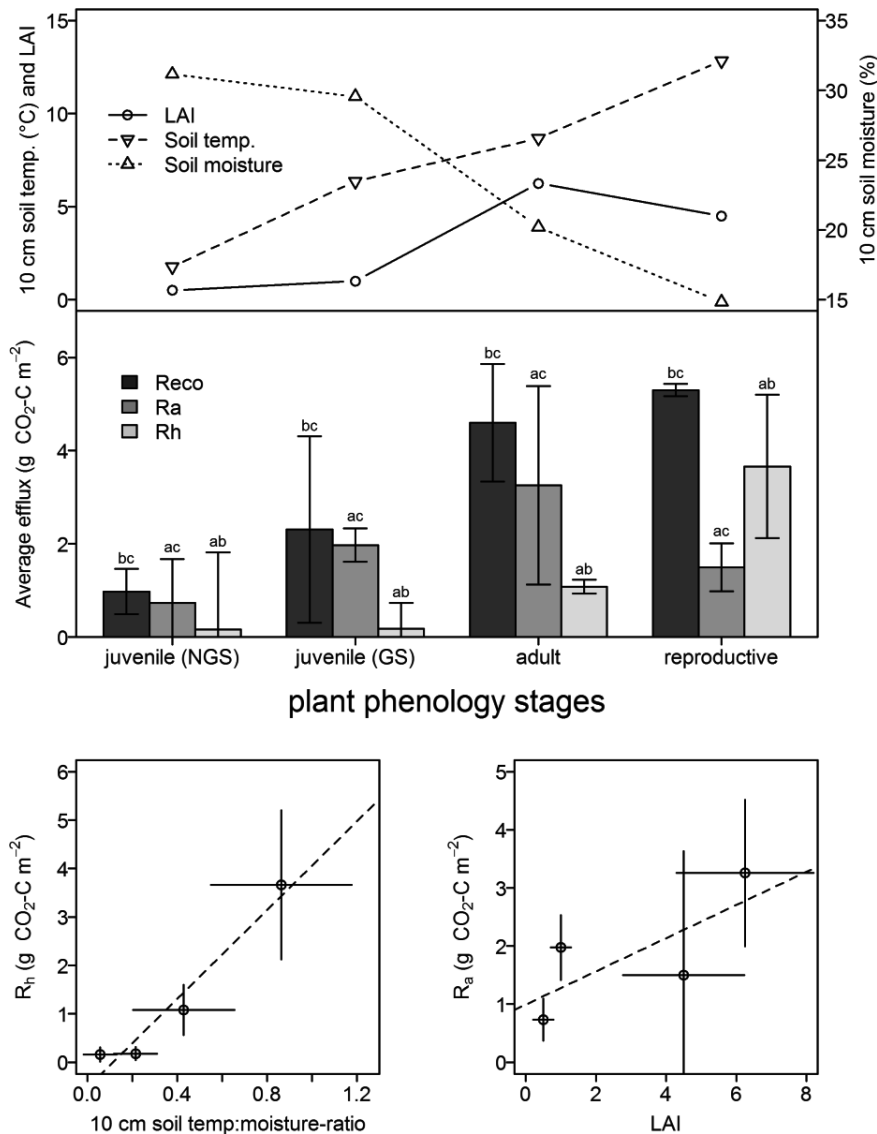 10 cm soil temp. (°C) and LAI
15
10
5
0
LAI
Soil temp.
Soil moisture
35
30
25
20
15
10 cm soil moisture (%)
Average efflux (g CO₂-C m⁻²)
6
4
2
0
Reco
Ra
Rh
bc ac ab
bc ac ab
bc ac ab
bc ac ab
juvenile (NGS) juvenile (GS) adult reproductive
plant phenology stages
Rₕ (g CO₂-C m⁻²)
6
5
4
3
2
1
0
0.0 0.4 0.8 1.2
10 cm soil temp:moisture-ratio
Rₐ (g CO₂-C m⁻²)
5
4
3
2
1
0
0 2 4 6 8
LAI